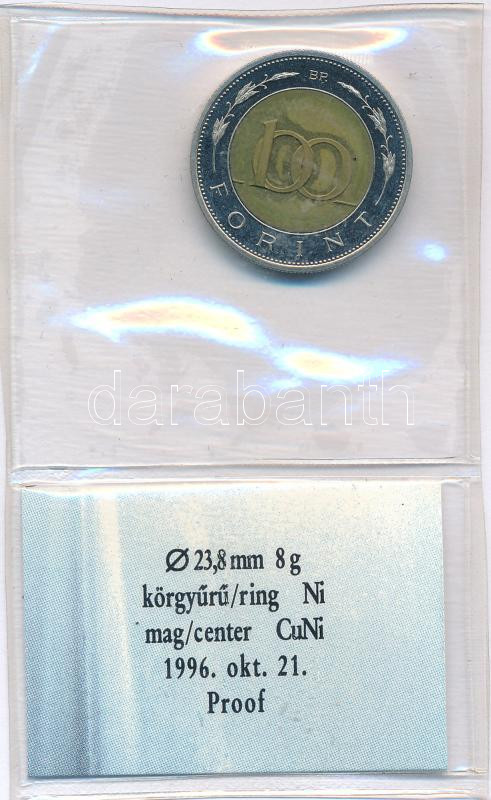 BP.
100
FORINT
darabanth
Ø 23,8 mm 8 g
körgyűrű/ring Ni
mag/center CuNi
1996. okt. 21.
Proof